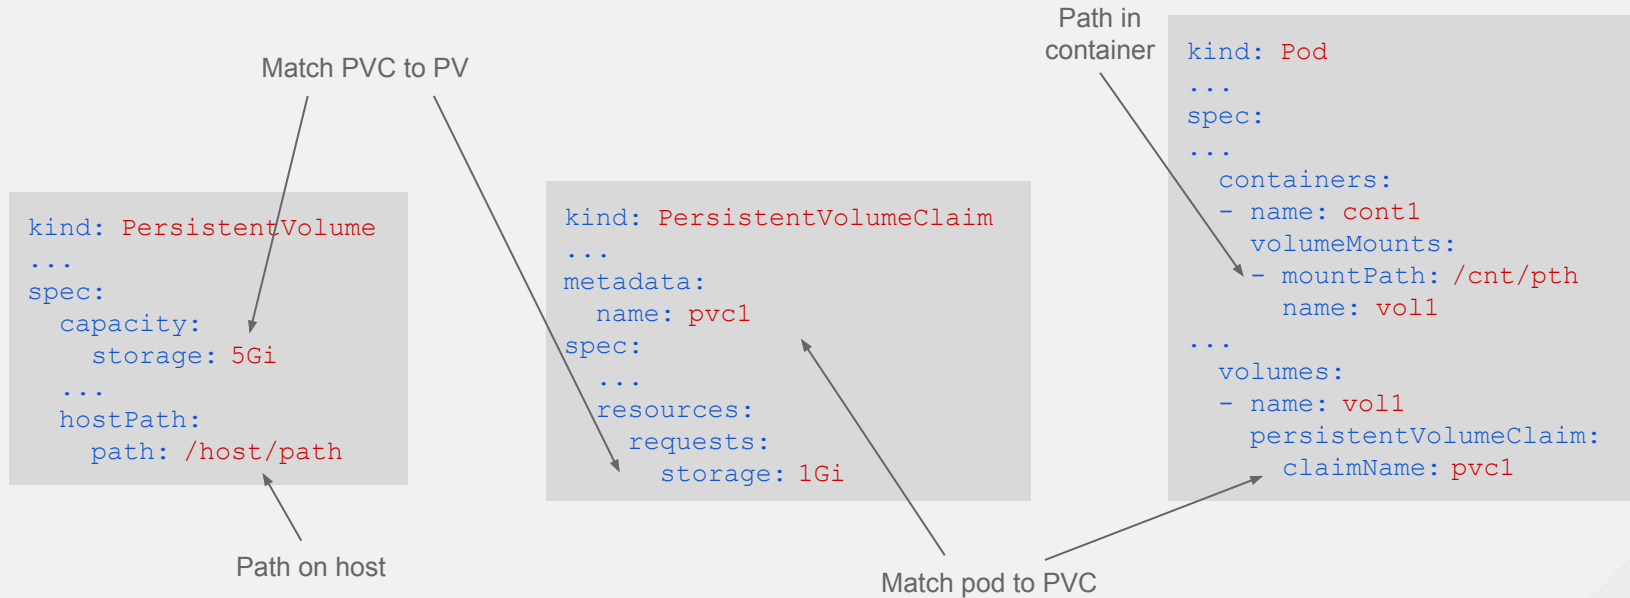 Match PVC to PV
kind: PersistentVolume
...
spec:
  capacity:
    storage: 5Gi
  ...
  hostPath:
    path: /host/path
Path on host
kind: PersistentVolumeClaim
...
metadata:
  name: pvc1
spec:
  ...
  resources:
    requests:
      storage: 1Gi
Match pod to PVC
Path in
container
kind: Pod
...
spec:
...
  containers:
  - name: cont1
    volumeMounts:
    - mountPath: /cnt/pth
      name: vol1
...
  volumes:
  - name: vol1
    persistentVolumeClaim:
      claimName: pvc1